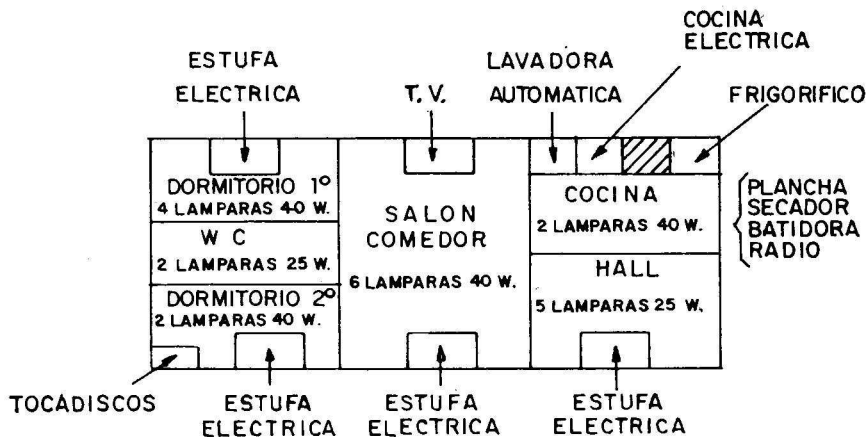 ESTUFA
ELECTRICA
T. V.
LAVADORA
AUTOMATICA
COCINA
ELECTRICA
FRIGORIFICO
DORMITORIO 1º
4 LAMPARAS 40 W.
W C
2 LAMPARAS 25 W.
DORMITORIO 2º
2 LAMPARAS 40 W.
SALON
COMEDOR
6 LAMPARAS 40 W.
COCINA
2 LAMPARAS 40 W.
HALL
5 LAMPARAS 25 W.
PLANCHA
SECADOR
BATIDORA
RADIO
TOCADISCOS
ESTUFA
ELECTRICA
ESTUFA
ELECTRICA
ESTUFA
ELECTRICA